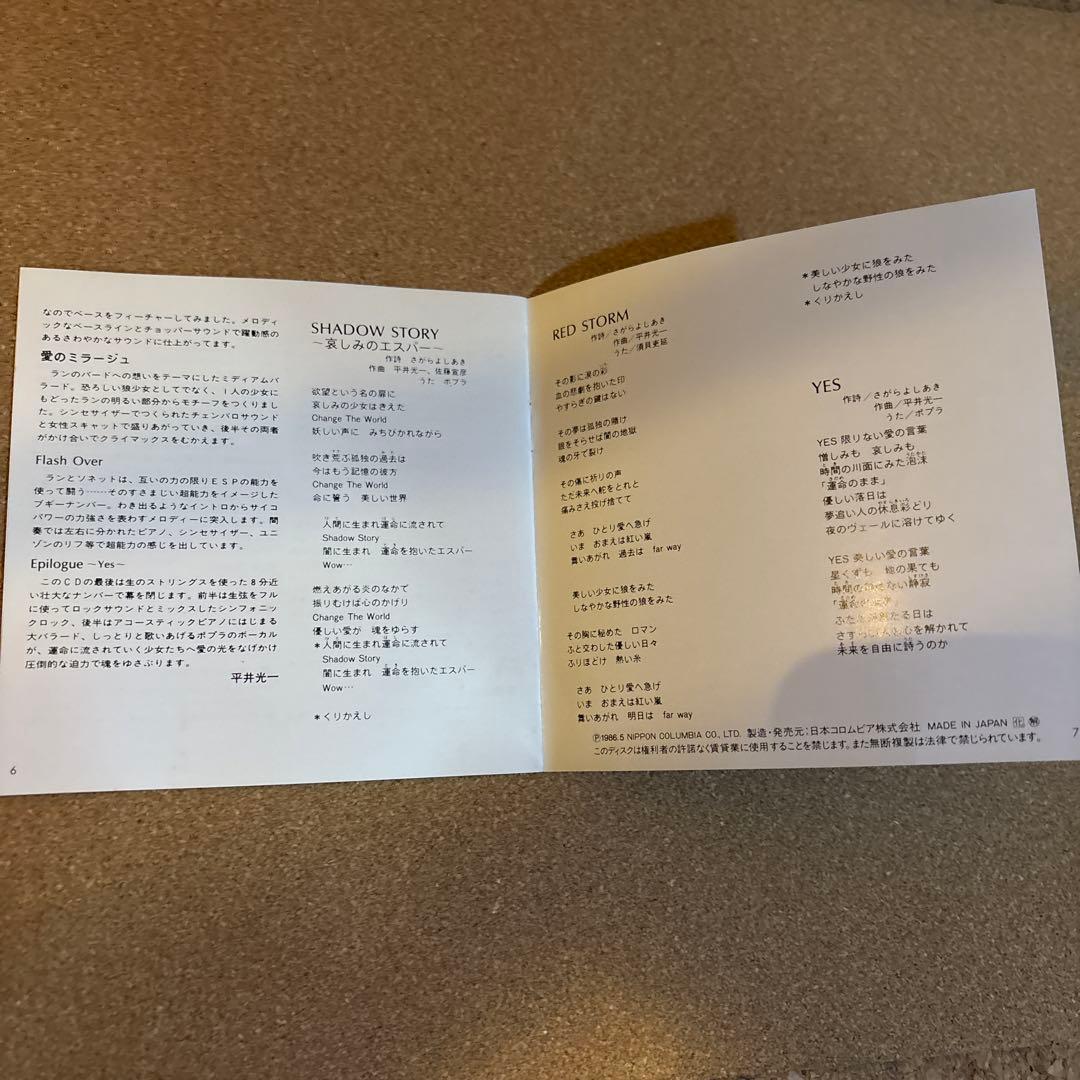 なのでベースをフィーチャーしてみました。メロディ
ックなベースラインとチョッパーサウンドで躍動感の
あるさわやかなサウンドに仕上がってます。
愛のミラージュ
ランのバードへの想いをテーマにしたミディアムバ
ラード。恐ろしい狼少女としてでなく、1人の少女に
もどったランの明るい部分からモチーフをつくりまし
た。シンセサイザーでつくられたチェンバロサウンド
と女性スキャットで盛りあがっていき、後半その両者
がかけ合いでクライマックスをむかえます。
Flash Over
ランとソネットは、互いの力の限りESPの能力を
使って闘う……そのすさまじい超能力をイメージした
ブギーナンバー。わき出るようなイントロからサイコ
パワーの力強さを表わすメロディーに突入します。間
奏では左右に分かれたピアノ、シンセサイザー、ユニ
ゾンのリフ等で超能力の感じを出しています。
Epilogue ～Yes～
このCDの最後は生のストリングスを使った8分近
い壮大なナンバーで幕を閉じます。前半は生弦をフル
に使ってロックサウンドとミックスしたシンフォニッ
クロック、後半はアコースティックピアノにはじまる
大バラード、しっとりと歌いあげるポプラのボーカル
が、運命に流されていく少女たちへ愛の光をなげかけ
圧倒的な迫力で魂をゆさぶります。
平井光一
6
SHADOW STORY
～哀しみのエスパー～
作詩 さがらよしあき
作曲 平井光一、佐藤宣彦
うた ポプラ
欲望という名の扉に
哀しみの少女はきえた
Change The World
妖しい声に みちびかれながら
吹き荒ぶ孤独の過去は
今はもう記憶の彼方
Change The World
命に誓う 美しい世界
人間に生まれ運命に流されて
Shadow Story
闇に生まれ 運命を抱いたエスパー
Wow…
燃えあがる炎のなかで
振りむけば心のかげり
Change The World
優しい愛が 魂をゆらす
*人間に生まれ運命に流されて
Shadow Story
闇に生まれ 運命を抱いたエスパー
Wow…
*くりかえし
RED STORM
作詩/さがらよしあき
作曲/平井光一
うた/須貝吏延
その影に涙の彩
血の悲劇を抱いた印
やすらぎの鍵はない
その夢は孤独の賭け
眼をそらせば闇の地獄
魂の牙で裂け
その傷に祈りの声
ただ未来へ舵をとれと
痛みさえ投げ捨てて
さあ ひとり愛へ急げ
いま おまえは紅い嵐
舞いあがれ 過去は far way
美しい少女に狼をみた
しなやかな野性の狼をみた
その胸に秘めた ロマン
ふと交わした優しい日々
ふりほどけ 熱い糸
さあ ひとり愛へ急げ
いま おまえは紅い嵐
舞いあがれ 明日は far way
*美しい少女に狼をみた
しなやかな野性の狼をみた
*くりかえし
YES
作詩/さがらよしあき
作曲/平井光一
うた/ポプラ
YES 限りない愛の言葉
憎しみも 哀しみも
時間の川面にみた泡沫
「運命のまま」
優しい落日は
夢追い人の休息彩どり
夜のヴェールに溶けてゆく
YES 美しい愛の言葉
星くずも 地の果ても
時間の ない静寂
「運命
ふた たる日は
さす 心を解かれて
未来を自由に詩うのか
Ⓟ1986.5 NIPPON COLUMBIA CO., LTD. 製造・発売元:日本コロムビア株式会社 MADE IN JAPAN
このディスクは権利者の許諾なく賃貸業に使用することを禁じます。また無断複製は法律で禁じられています。
7